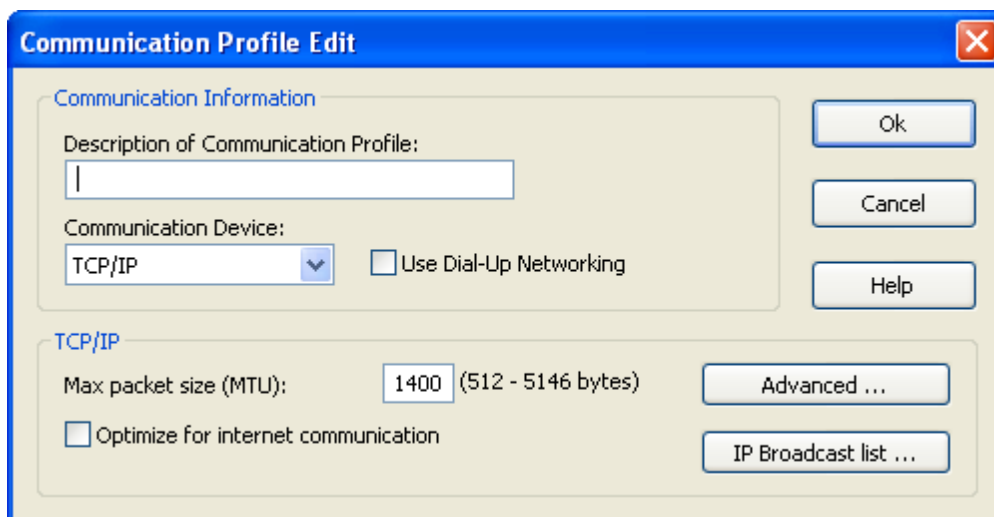 Communication Profile Edit
Communication Information
Description of Communication Profile:
Ok
Cancel
Communication Device:
TCP/IP
Use Dial-Up Networking
Help
TCP/IP
Max packet size (MTU): 1400 (512 - 5146 bytes)
Advanced ...
Optimize for internet communication
IP Broadcast list ...